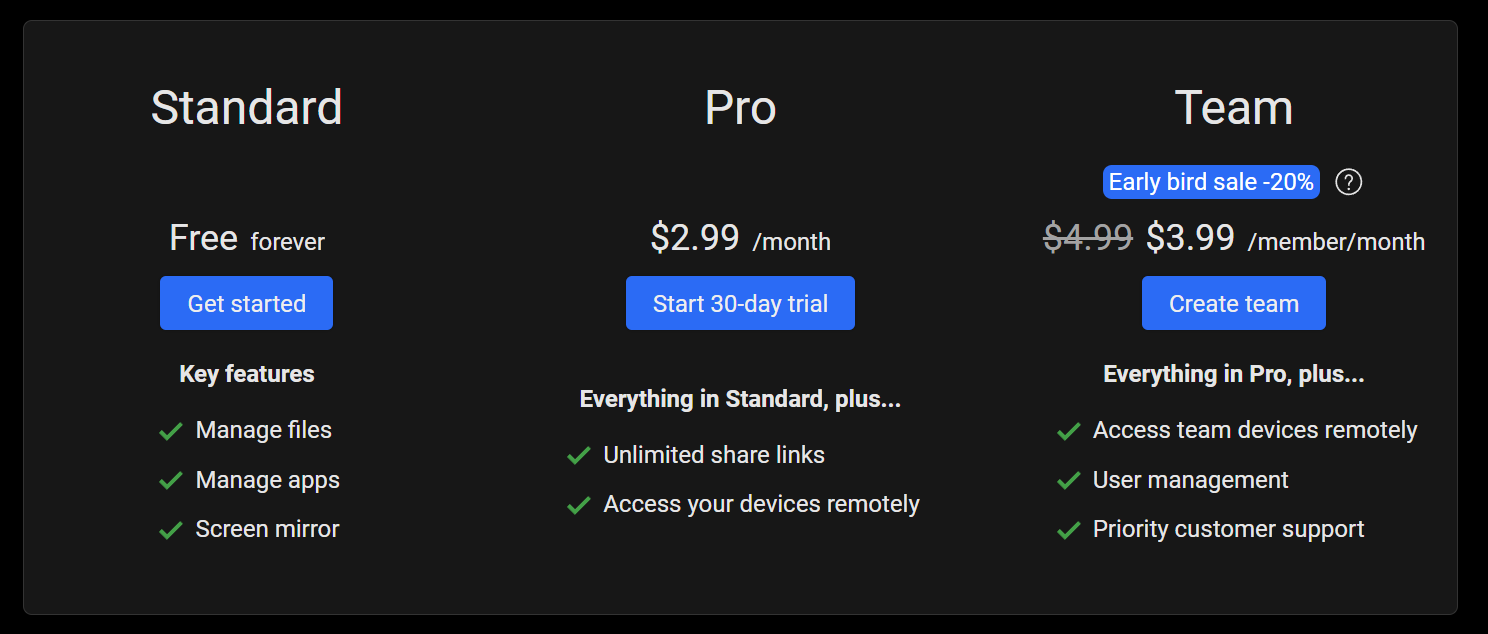 Standard
Free forever
Get started
Key features
Manage files
Manage apps
Screen mirror
Pro
$2.99 /month
Start 30-day trial
Everything in Standard, plus...
Unlimited share links
Access your devices remotely
Team
Early bird sale -20% ?
$4.99 $3.99 /member/month
Create team
Everything in Pro, plus...
Access team devices remotely
User management
Priority customer support